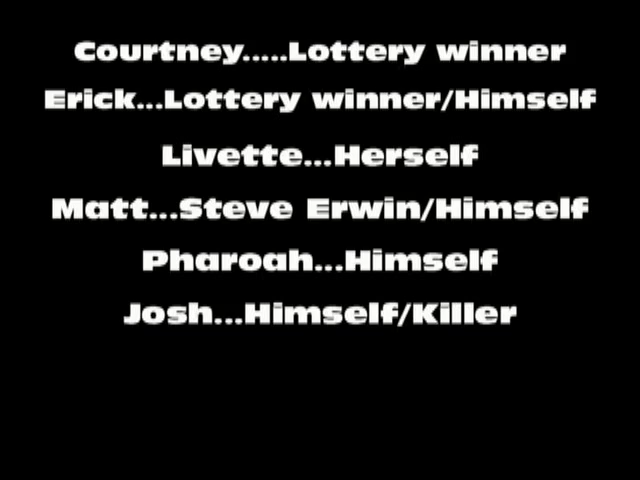 Courtney.....Lottery winner
Erick...Lottery winner/Himself
Livette...Herself
Matt...Steve Erwin/Himself
Pharoah...Himself
Josh...Himself/Killer